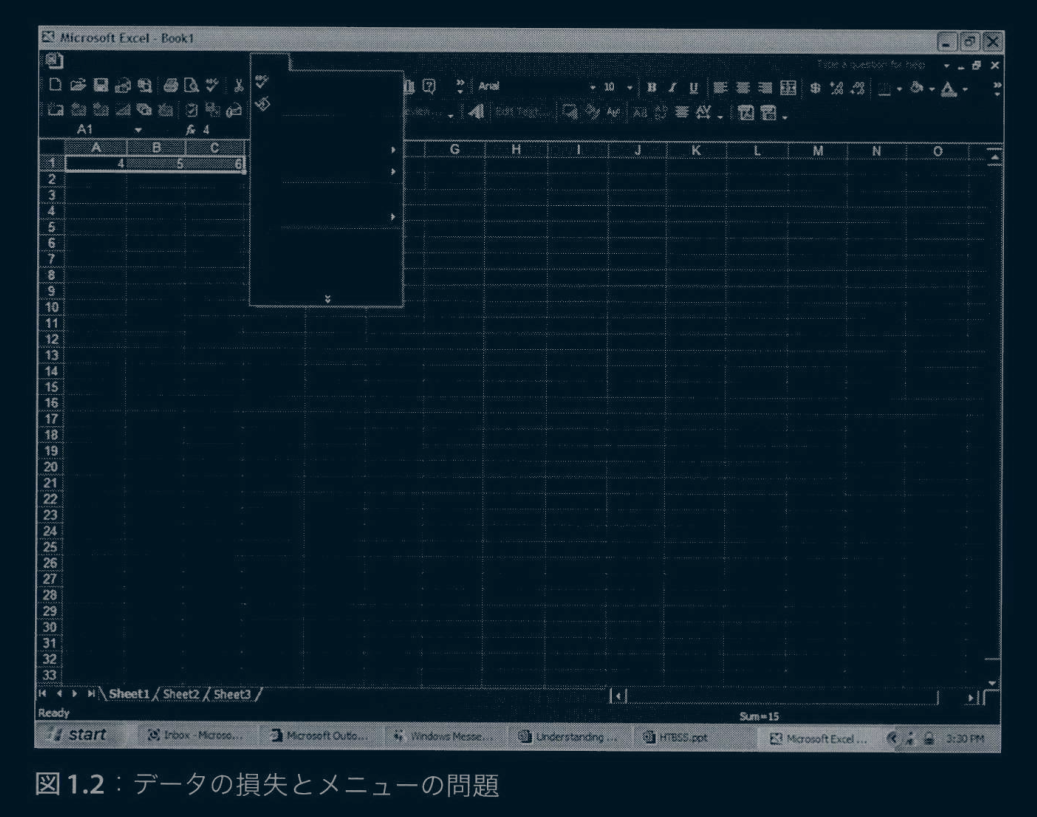 Microsoft Excel - Book1
Type a question for help
Arial 10 B I U $
Edit Text...
A1 fx 4
A B C G H I J K L M N O
1 4 5 6
2
3
4
5
6
7
8
9
10
11
12
13
14
15
16
17
18
19
20
21
22
23
24
25
26
27
28
29
30
31
32
33
Sheet1 / Sheet2 / Sheet3 /
Ready Sum=15
start Inbox - Microso... Microsoft Outlo... Windows Messe... Understanding ... HTBSS.ppt Microsoft Excel ... 3:30 PM
図1.2：データの損失とメニューの問題